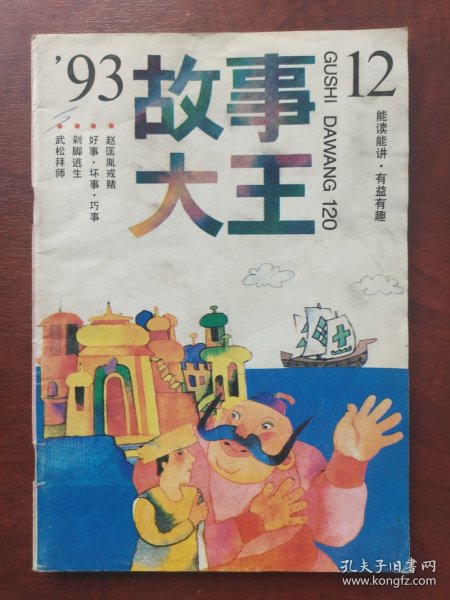 '93
故事
大王
GUSHI DAWANG 120
12
能读能讲·有益有趣
赵匡胤戒赌
好事·坏事·巧事
剁脚逃生
武松拜师
孔夫子旧书网
www.kongfz.com